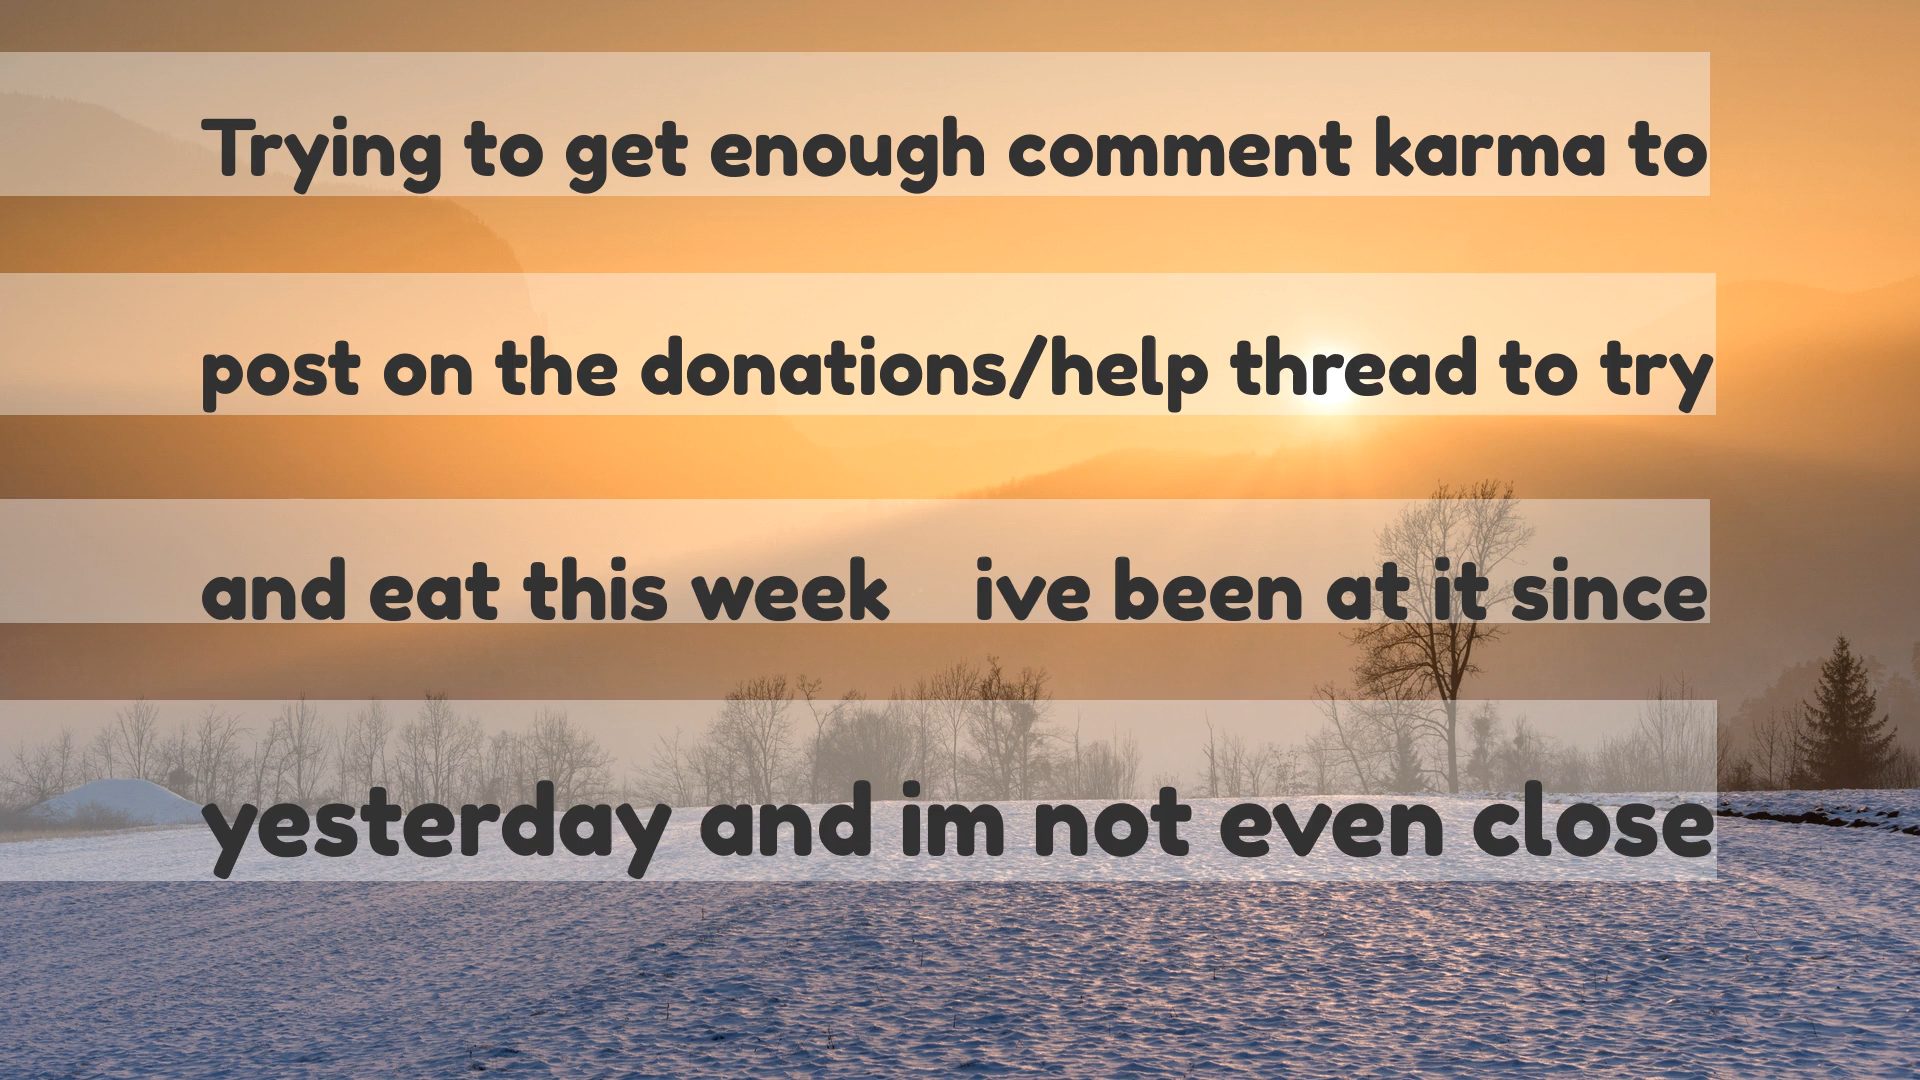 Trying to get enough comment karma to
post on the donations/help thread to try
and eat this week ive been at it since
yesterday and im not even close